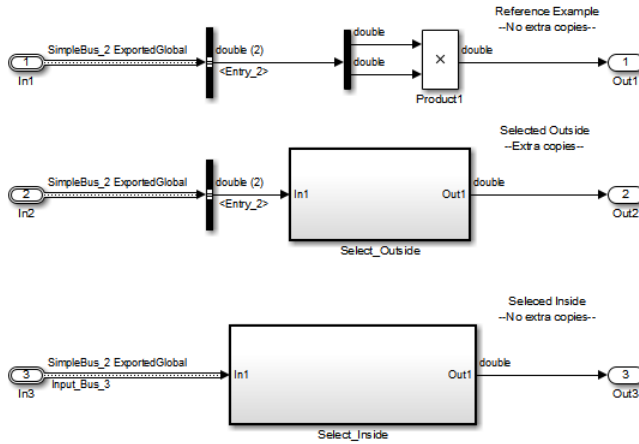 Reference Example
--No extra copies--
SimpleBus_2 ExportedGlobal
double (2)
<Entry_2>
double
double
×
double
1
In1
Product1
1
Out1
Selected Outside
--Extra copies--
SimpleBus_2 ExportedGlobal
double (2)
<Entry_2>
2
In2
In1
Out1
double
2
Out2
Select_Outside
Seleced Inside
--No extra copies--
SimpleBus_2 ExportedGlobal
Input_Bus_3
3
In3
In1
Out1
double
3
Out3
Select_Inside